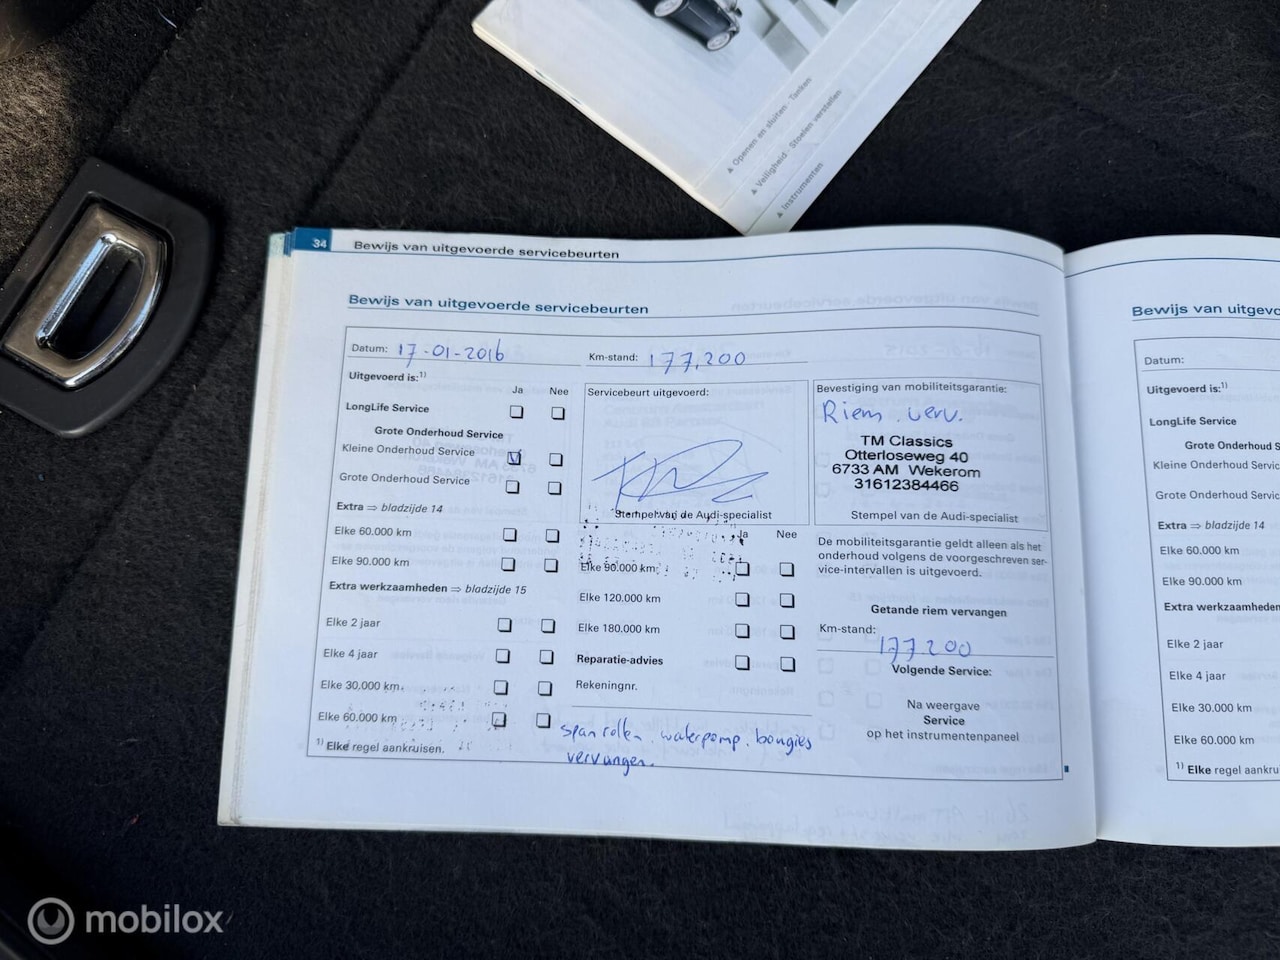 ▲ Openen en sluiten · Tanken
▲ Veiligheid · Stoelen verstellen
▲ Instrumenten
34 Bewijs van uitgevoerde servicebeurten
Bewijs van uitgevoerde servicebeurten
Datum: 17-01-2016
Km-stand: 177.200
Uitgevoerd is:1)
Ja Nee
LongLife Service
Grote Onderhoud Service
Kleine Onderhoud Service
Grote Onderhoud Service
Extra ⇒ bladzijde 14
Elke 60.000 km
Elke 90.000 km
Extra werkzaamheden ⇒ bladzijde 15
Elke 2 jaar
Elke 4 jaar
Elke 30.000 km
Elke 60.000 km
1) Elke regel aankruisen.
Servicebeurt uitgevoerd:
Stempel van de Audi-specialist
Ja Nee
Elke 90.000 km
Elke 120.000 km
Elke 180.000 km
Reparatie-advies
Rekeningnr.
spanrollen. waterpomp. bougies
vervangen.
Bevestiging van mobiliteitsgarantie:
Riem. verv.
TM Classics
Otterloseweg 40
6733 AM Wekerom
31612384466
Stempel van de Audi-specialist
De mobiliteitsgarantie geldt alleen als het
onderhoud volgens de voorgeschreven ser-
vice-intervallen is uitgevoerd.
Getande riem vervangen
Km-stand:
177200
Volgende Service:
Na weergave
Service
op het instrumentenpaneel
Bewijs van uitgevo
Datum:
Uitgevoerd is:1)
LongLife Service
Grote Onderhoud S
Kleine Onderhoud Service
Grote Onderhoud Service
Extra ⇒ bladzijde 14
Elke 60.000 km
Elke 90.000 km
Extra werkzaamheden
Elke 2 jaar
Elke 4 jaar
Elke 30.000 km
Elke 60.000 km
1) Elke regel aankruisen
mobilox